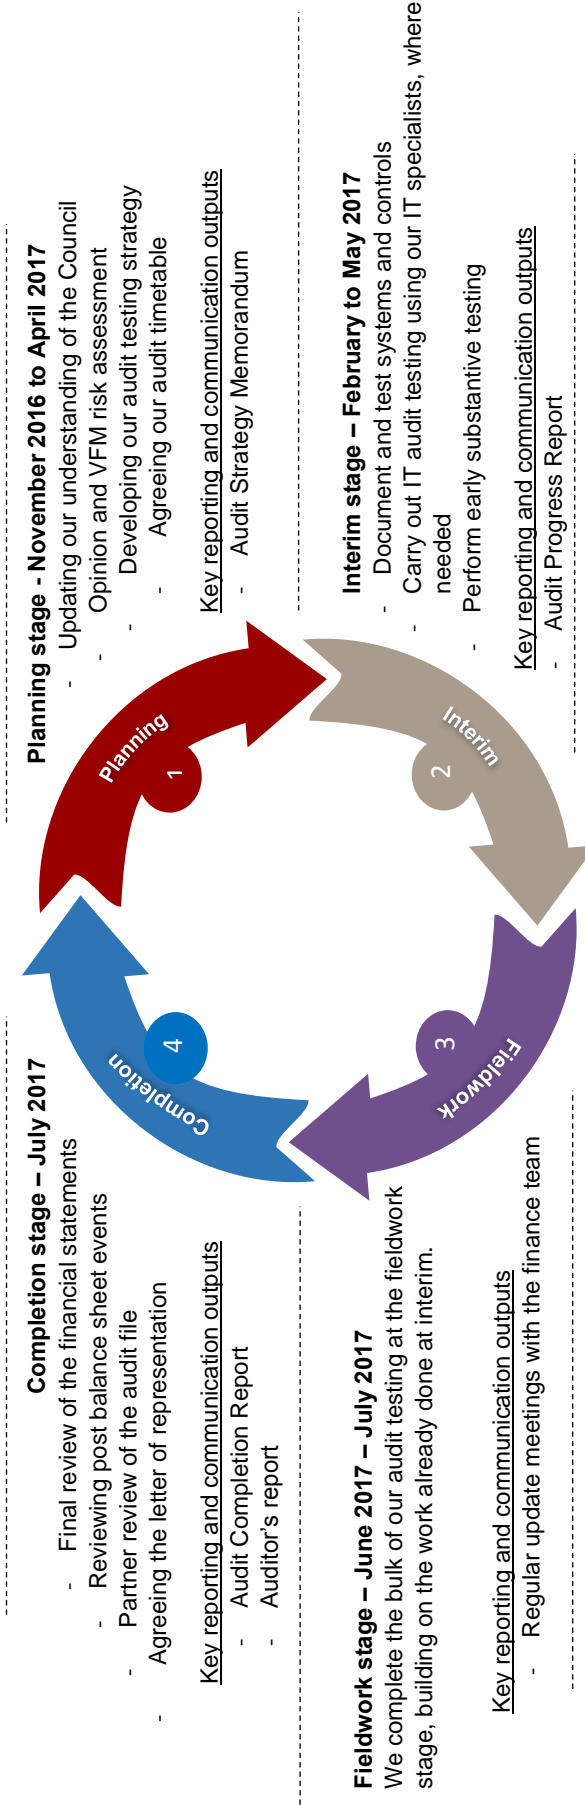 Completion stage – July 2017
- Final review of the financial statements
- Reviewing post balance sheet events
- Partner review of the audit file
- Agreeing the letter of representation
Key reporting and communication outputs
- Audit Completion Report
- Auditor's report
Planning stage - November 2016 to April 2017
- Updating our understanding of the Council
- Opinion and VFM risk assessment
- Developing our audit testing strategy
- Agreeing our audit timetable
Key reporting and communication outputs
- Audit Strategy Memorandum
Completion
4
Planning
1
Fieldwork
3
Interim
2
Fieldwork stage – June 2017 – July 2017
We complete the bulk of our audit testing at the fieldwork
stage, building on the work already done at interim.
Key reporting and communication outputs
- Regular update meetings with the finance team
Interim stage – February to May 2017
- Document and test systems and controls
- Carry out IT audit testing using our IT specialists, where
needed
- Perform early substantive testing
Key reporting and communication outputs
- Audit Progress Report